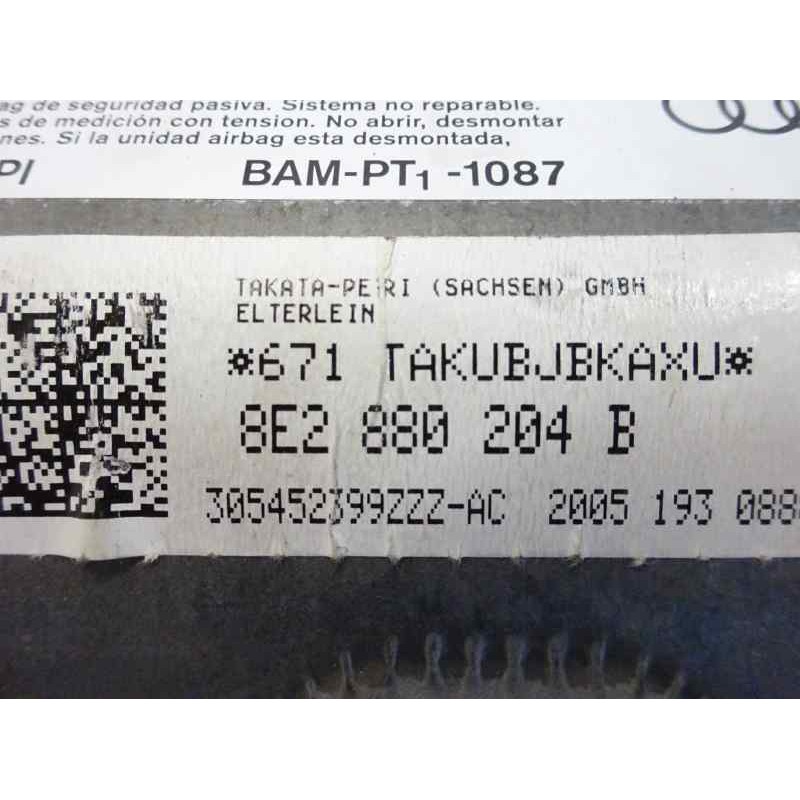 ag de seguridad pasiva. Sistema no reparable.
s de medición con tension. No abrir, desmontar
nes. Si la unidad airbag esta desmontada,
P/ BAM-PT1 -1087
TAKATA-PETRI (SACHSEN) GMBH
ELTERLEIN
*671 TAKUBJBKAXU*
8E2 880 204 B
305452399ZZZ-AC 2005 193